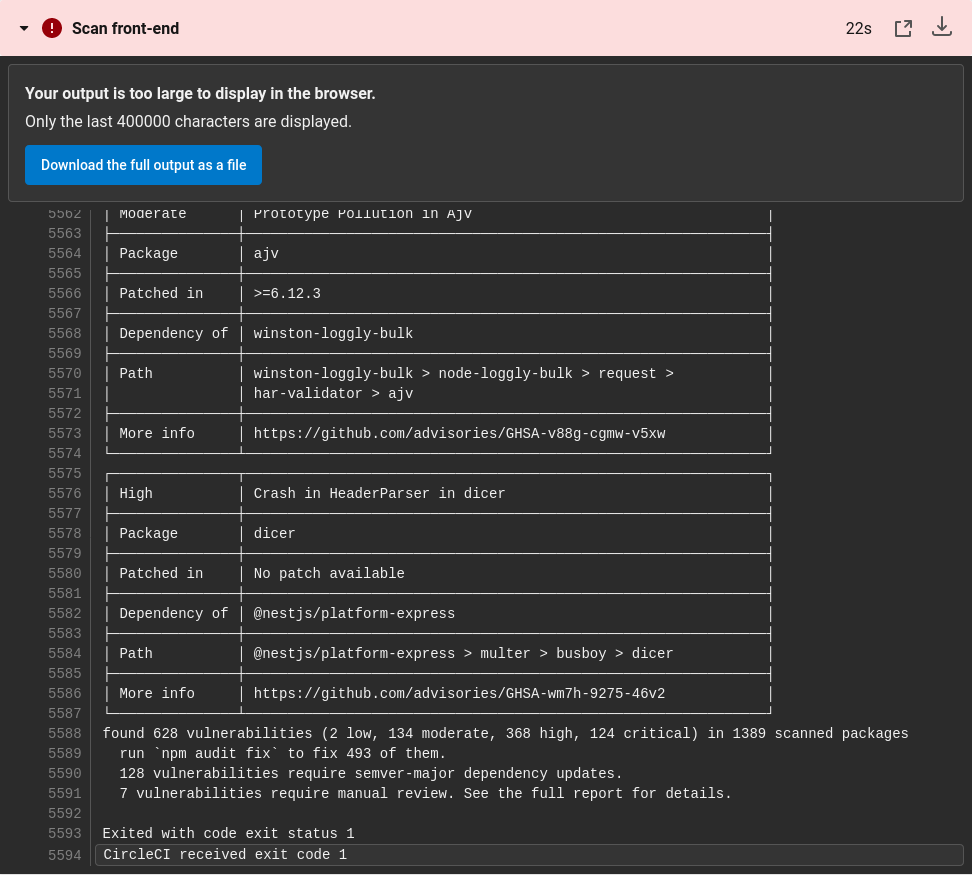 Scan front-end 22s
Your output is too large to display in the browser.
Only the last 400000 characters are displayed.
Download the full output as a file
5562 │ Moderate │ Prototype Pollution in Ajv │
5563
5564 │ Package │ ajv │
5565
5566 │ Patched in │ >=6.12.3 │
5567
5568 │ Dependency of │ winston-loggly-bulk │
5569
5570 │ Path │ winston-loggly-bulk > node-loggly-bulk > request > │
5571 │ │ har-validator > ajv │
5572
5573 │ More info │ https://github.com/advisories/GHSA-v88g-cgmw-v5xw │
5574
5575
5576 │ High │ Crash in HeaderParser in dicer │
5577
5578 │ Package │ dicer │
5579
5580 │ Patched in │ No patch available │
5581
5582 │ Dependency of │ @nestjs/platform-express │
5583
5584 │ Path │ @nestjs/platform-express > multer > busboy > dicer │
5585
5586 │ More info │ https://github.com/advisories/GHSA-wm7h-9275-46v2 │
5587
5588 found 628 vulnerabilities (2 low, 134 moderate, 368 high, 124 critical) in 1389 scanned packages
5589 run `npm audit fix` to fix 493 of them.
5590 128 vulnerabilities require semver-major dependency updates.
5591 7 vulnerabilities require manual review. See the full report for details.
5592
5593 Exited with code exit status 1
5594 CircleCI received exit code 1